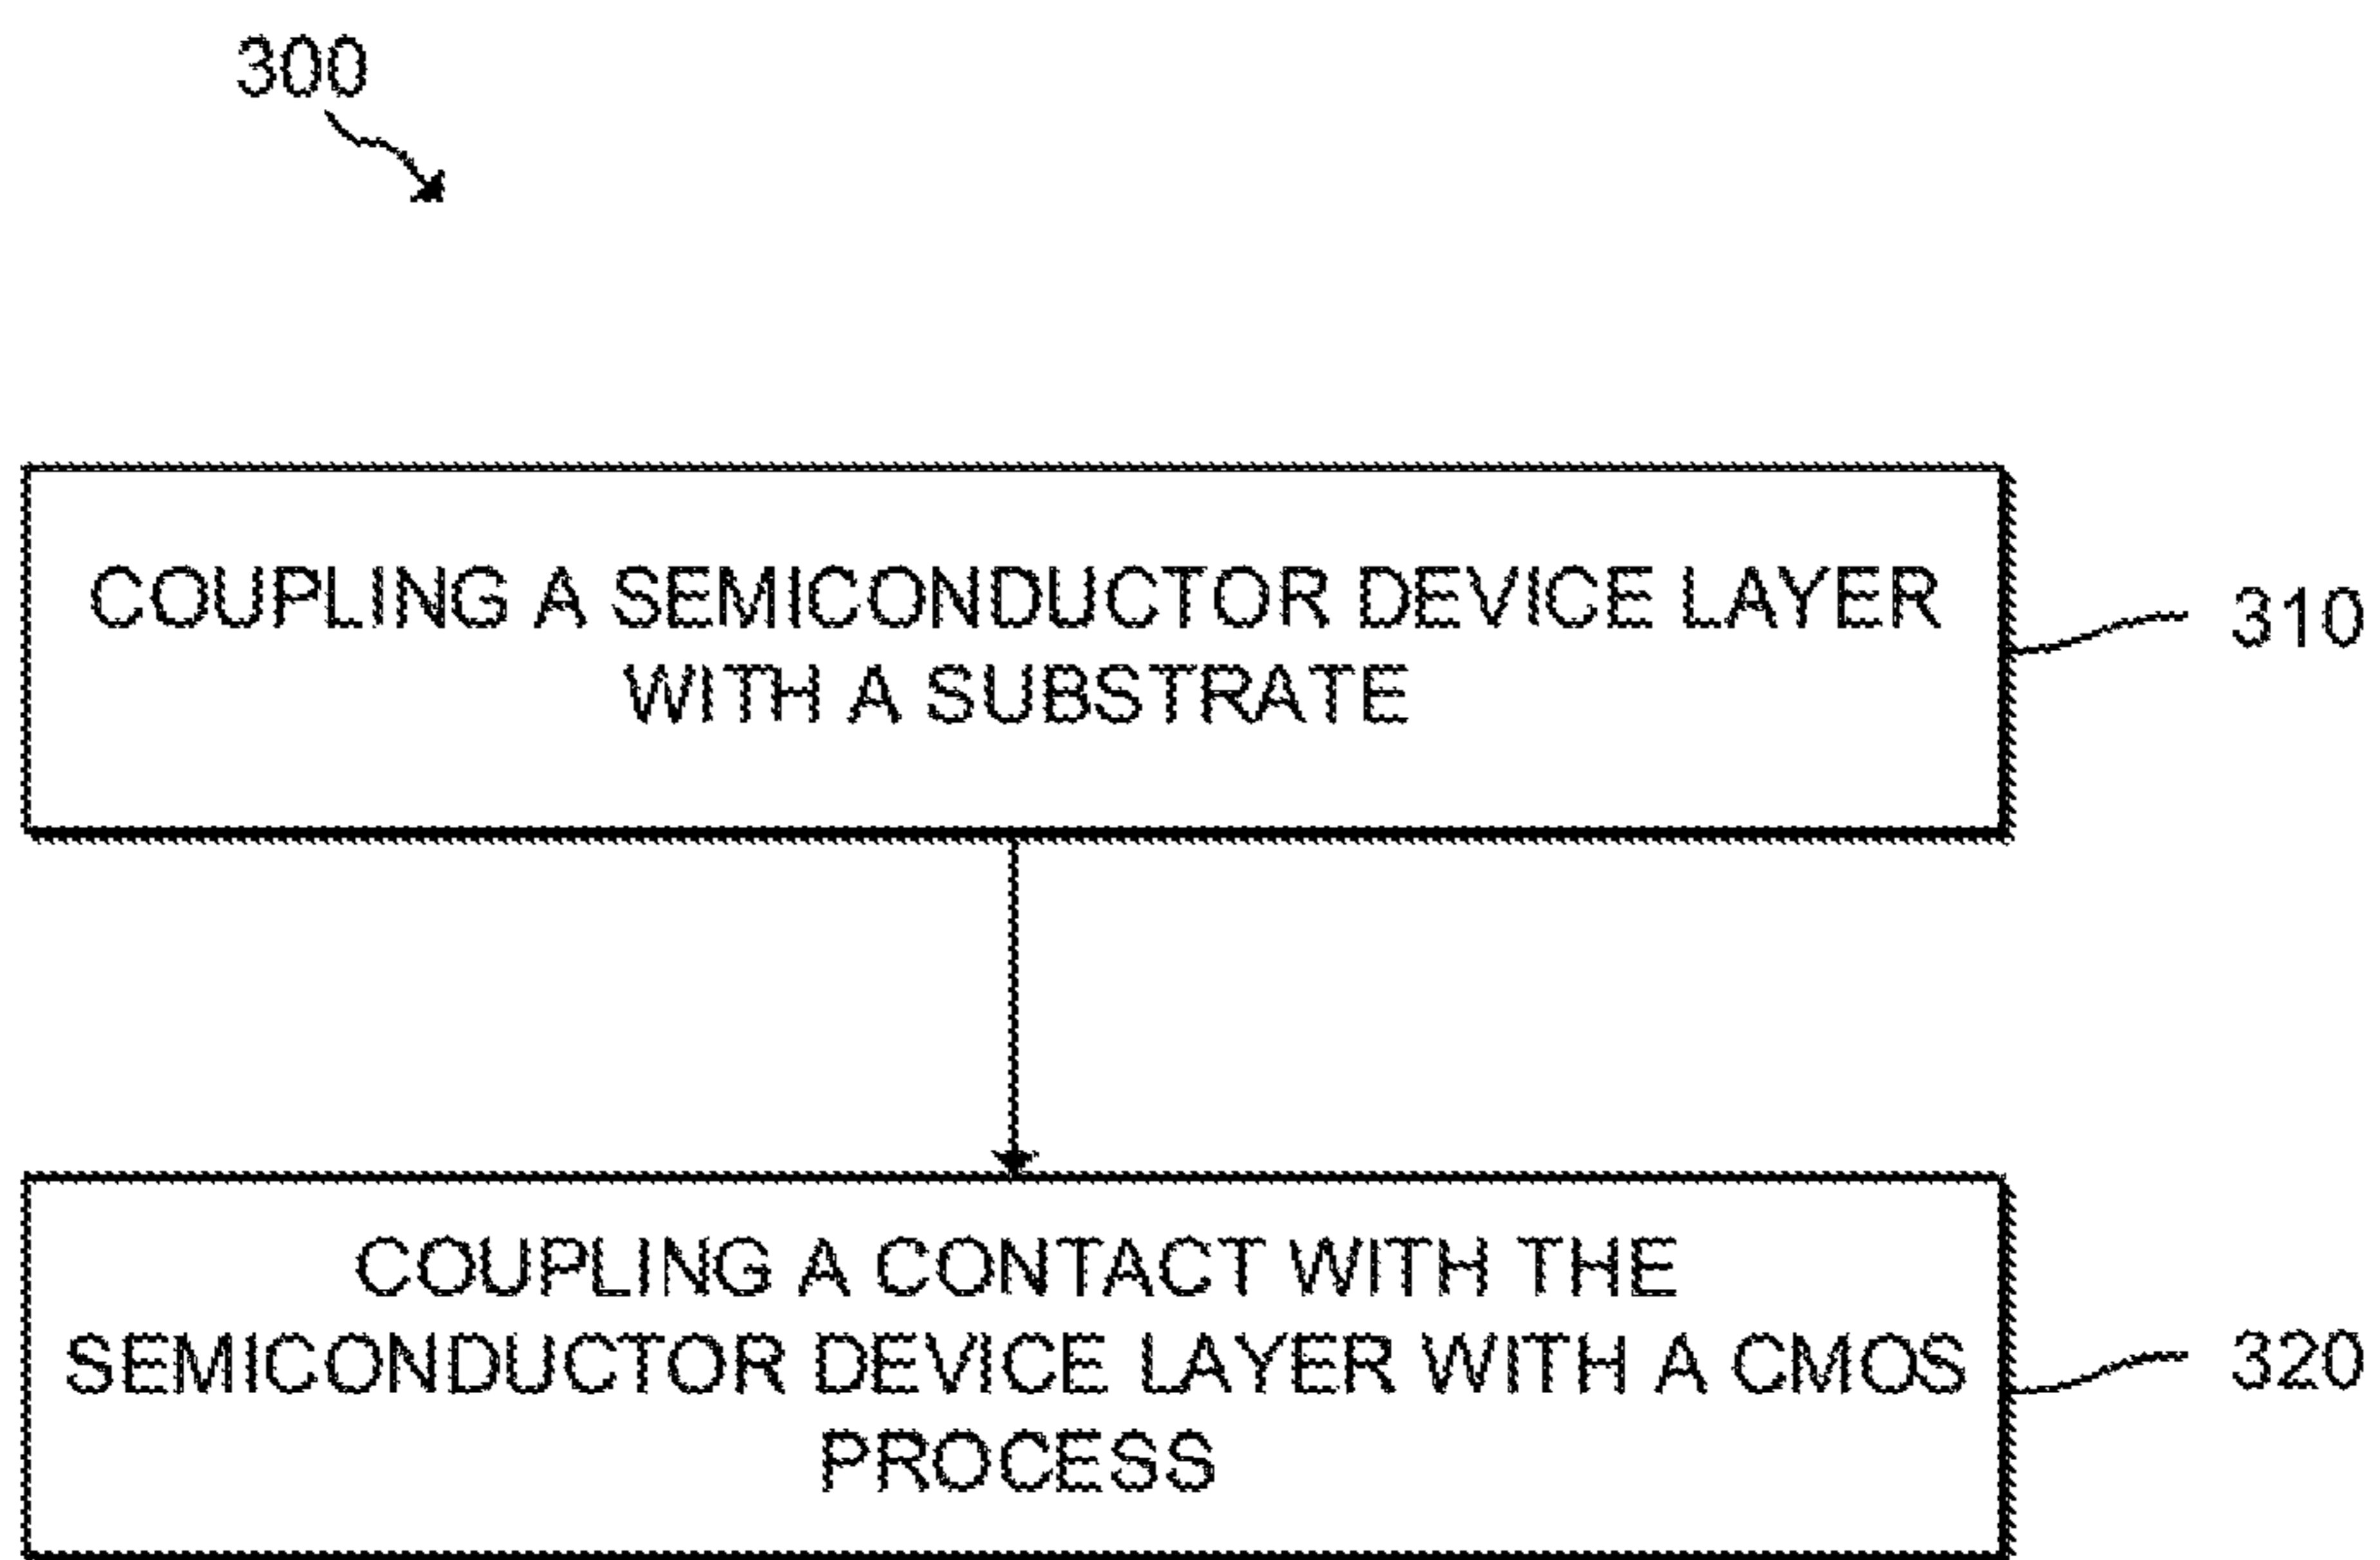 300
COUPLING A SEMICONDUCTOR DEVICE LAYER
WITH A SUBSTRATE
310
COUPLING A CONTACT WITH THE
SEMICONDUCTOR DEVICE LAYER WITH A CMOS
PROCESS
320